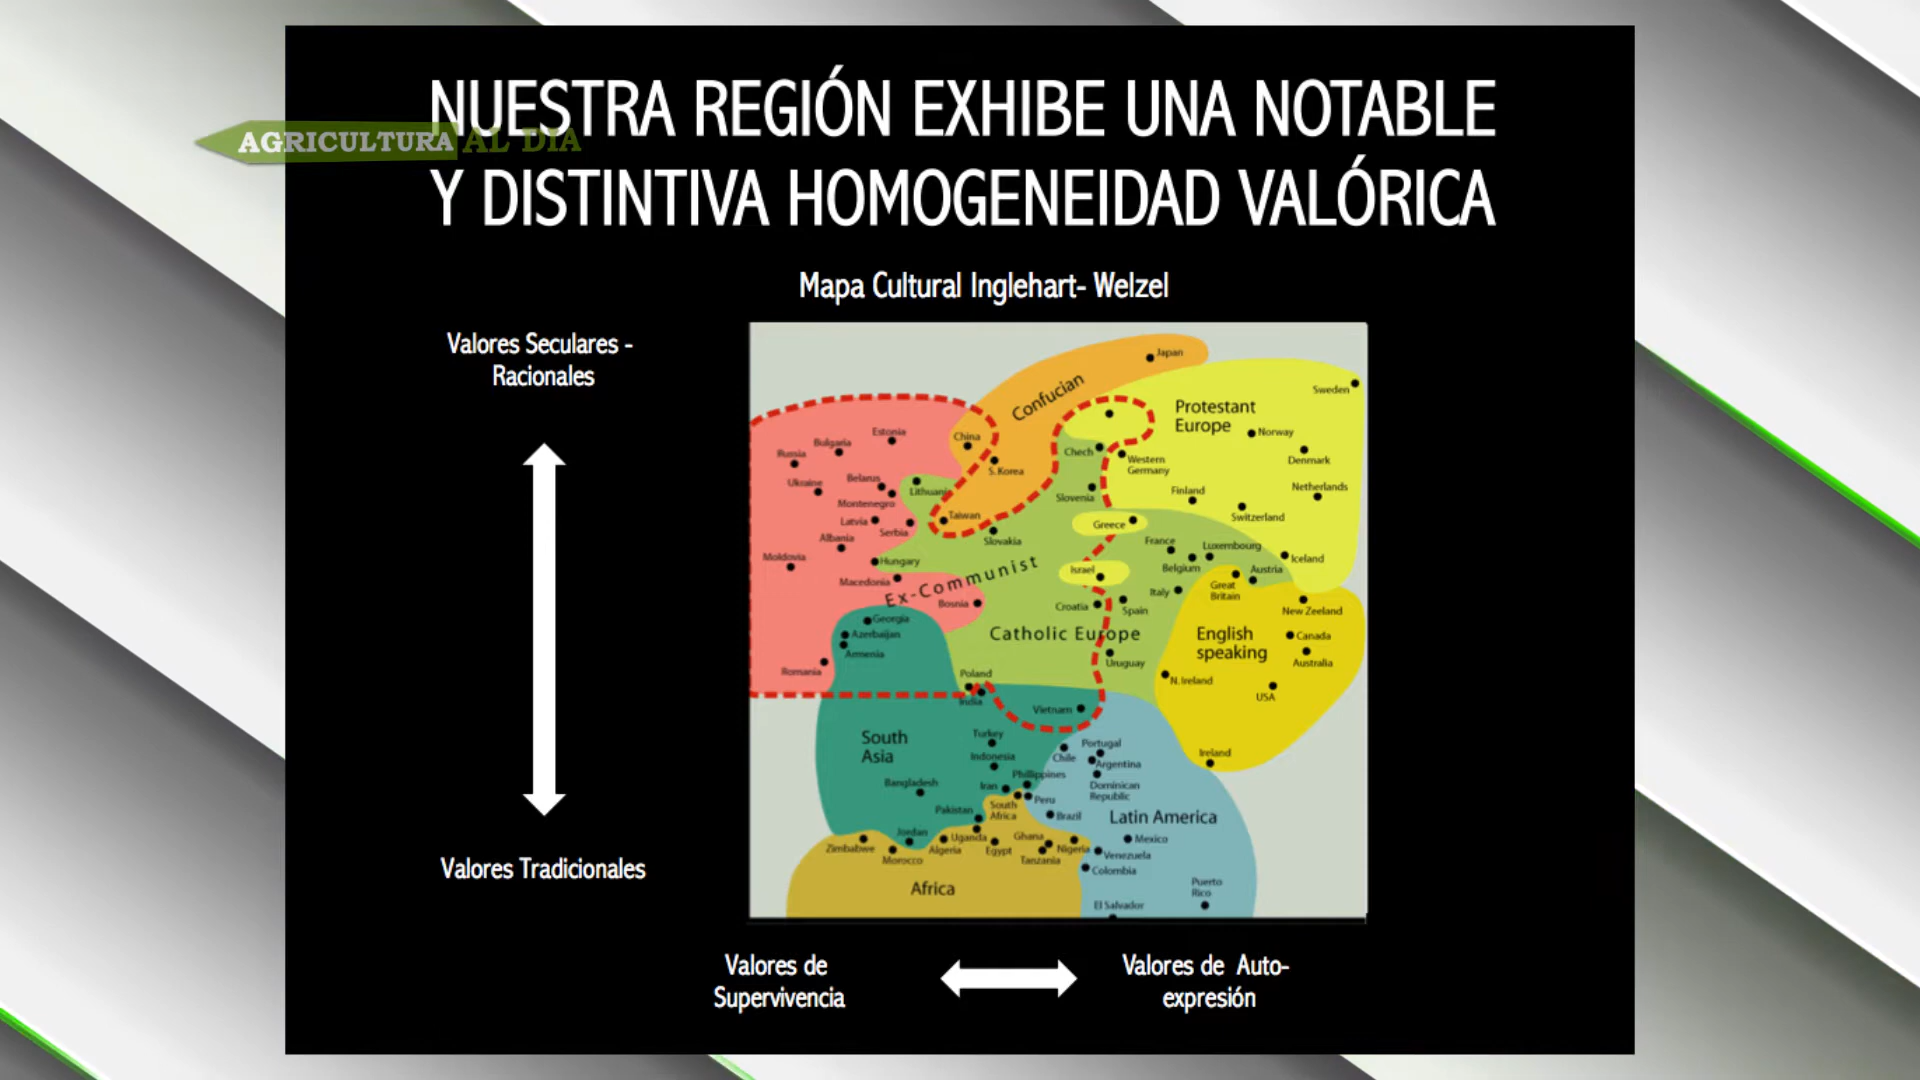 NUESTRA REGIÓN EXHIBE UNA NOTABLE
AGRICULTURA AL DIA
Y DISTINTIVA HOMOGENEIDAD VALÓRICA
Mapa Cultural Inglehart- Welzel
Valores Seculares -
Racionales
Valores Tradicionales
Japan
Confucian
Sweden
Protestant
Europe
Norway
Estonia
China
Bulgaria
Russia
Chech
Western
Germany
Denmark
S. Korea
Ukraine
Belarus
Lithuania
Montenegro
Slovenia
Finland
Netherlands
Latvia
Serbia
Taiwan
Greece
Switzerland
Albania
Slovakia
France
Luxembourg
Moldovia
Hungary
Belgium
Iceland
Macedonia
Ex-Communist
Israel
Austria
Great
Britain
Bosnia
Croatia
Spain
Italy
New Zeeland
Georgia
Azerbaijan
Armenia
Catholic Europe
English
speaking
Canada
Australia
Romania
Uruguay
Poland
India
N. Ireland
USA
Vietnam
South
Asia
Turkey
Indonesia
Chile
Portugal
Argentina
Ireland
Bangladesh
Iran
Phillippines
Dominican
Republic
Pakistan
South
Africa
Peru
Brazil
Latin America
Zimbabwe
Jordan
Morocco
Algeria
Uganda
Egypt
Ghana
Tanzania
Nigeria
Mexico
Venezuela
Colombia
Africa
Puerto
Rico
El Salvador
Valores de
Supervivencia
Valores de Auto-
expresión